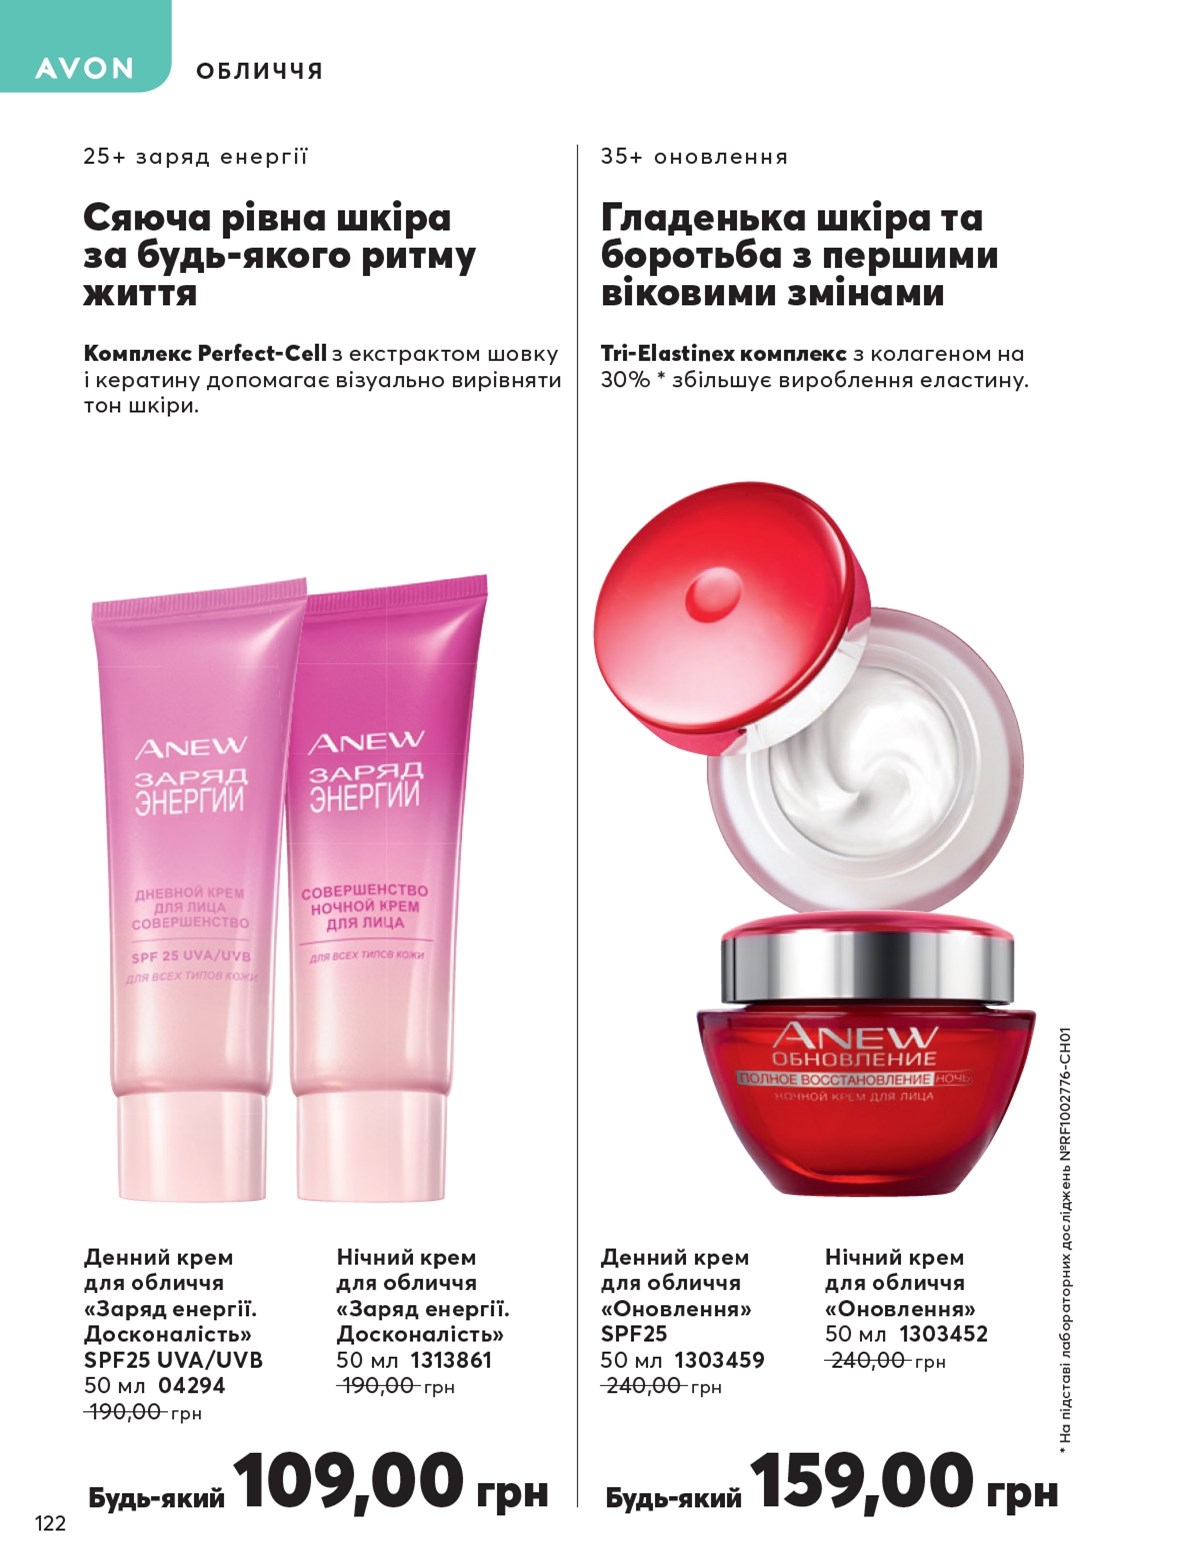 AVON
ОБЛИЧЧЯ
25+ заряд енергії
Сяюча рівна шкіра
за будь-якого ритму
життя
Комплекс Perfect-Cell з екстрактом шовку
і кератину допомагає візуально вирівняти
тон шкіри.
ANEW
ЗАРЯД
ЭНЕРГИИ
ДНЕВНОЙ КРЕМ
ДЛЯ ЛИЦА
СОВЕРШЕНСТВО
SPF 25 UVA/UVB
ДЛЯ ВСЕХ ТИПОВ КОЖИ
ANEW
ЗАРЯД
ЭНЕРГИИ
СОВЕРШЕНСТВО
НОЧНОЙ КРЕМ
ДЛЯ ЛИЦА
ДЛЯ ВСЕХ ТИПОВ КОЖИ
Денний крем
для обличчя
«Заряд енергії.
Досконалість»
SPF25 UVA/UVB
50 мл 04294
190,00 грн
Нічний крем
для обличчя
«Заряд енергії.
Досконалість»
50 мл 1313861
190,00 грн
Будь-який 109,00 грн
35+ оновлення
Гладенька шкіра та
боротьба з першими
віковими змінами
Tri-Elastinex комплекс з колагеном на
30% * збільшує вироблення еластину.
ANEW
ОБНОВЛЕНИЕ
ПОЛНОЕ ВОССТАНОВЛЕНИЕ НОЧЬ
НОЧНОЙ КРЕМ ДЛЯ ЛИЦА
Денний крем
для обличчя
«Оновлення»
SPF25
50 мл 1303459
240,00 грн
Нічний крем
для обличчя
«Оновлення»
50 мл 1303452
240,00 грн
Будь-який 159,00 грн
* На підставі лабораторних досліджень №RF1002776-CH01
122